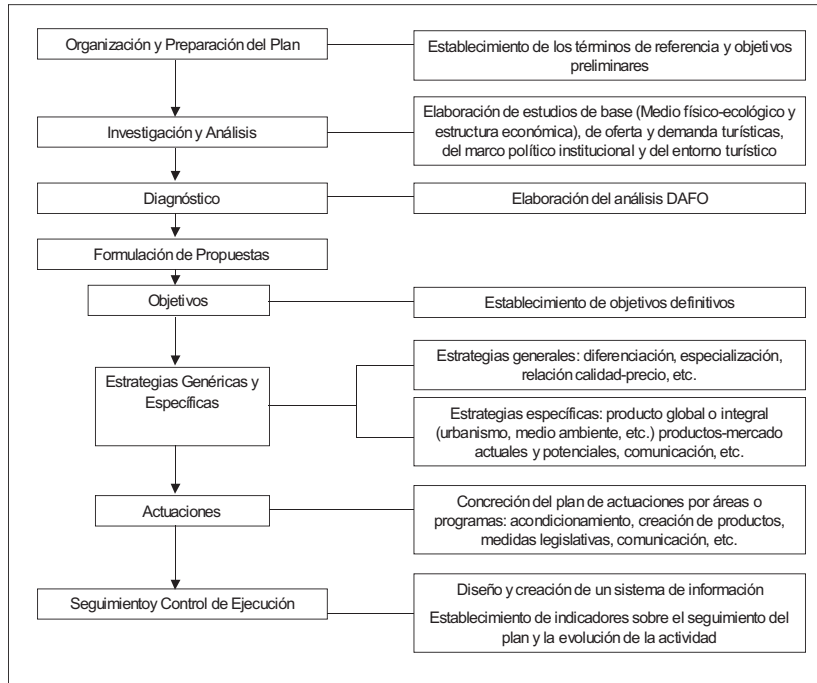 Organización y Preparación del Plan
Establecimiento de los términos de referencia y objetivos
preliminares
Investigación y Análisis
Elaboración de estudios de base (Medio físico-ecológico y
estructura económica), de oferta y demanda turísticas,
del marco político institucional y del entorno turístico
Diagnóstico
Elaboración del análisis DAFO
Formulación de Propuestas
Objetivos
Establecimiento de objetivos definitivos
Estrategias Genéricas y
Específicas
Estrategias generales: diferenciación, especialización,
relación calidad-precio, etc.
Estrategias específicas: producto global o integral
(urbanismo, medio ambiente, etc.) productos-mercado
actuales y potenciales, comunicación, etc.
Actuaciones
Concreción del plan de actuaciones por áreas o
programas: acondicionamiento, creación de productos,
medidas legislativas, comunicación, etc.
Seguimientoy Control de Ejecución
Diseño y creación de un sistema de información
Establecimiento de indicadores sobre el seguimiento del
plan y la evolución de la actividad